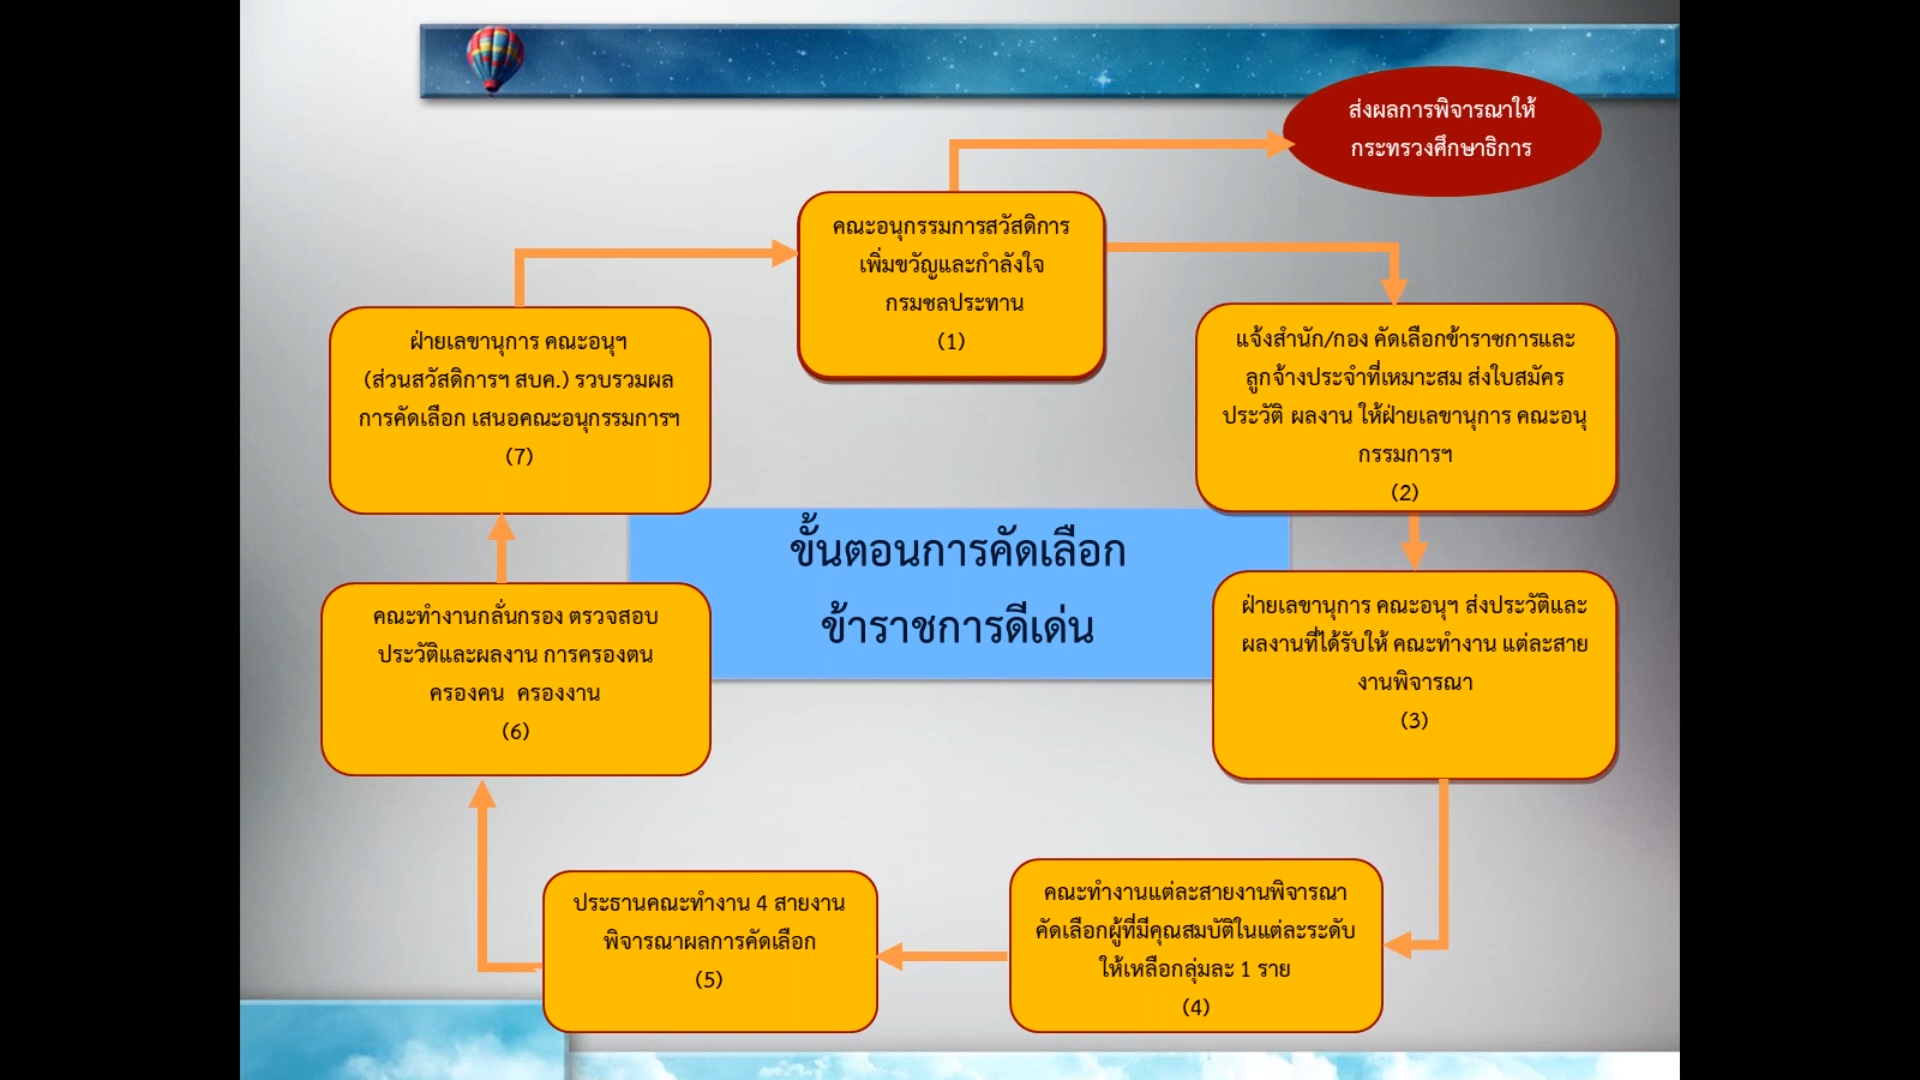 ส่งผลการพิจารณาให้
กระทรวงศึกษาธิการ
คณะอนุกรรมการสวัสดิการ
เพิ่มขวัญและกำลังใจ
กรมชลประทาน
(1)
แจ้งสำนัก/กอง คัดเลือกข้าราชการและ
ลูกจ้างประจำที่เหมาะสม ส่งใบสมัคร
ประวัติ ผลงาน ให้ฝ่ายเลขานุการ คณะอนุ
กรรมการฯ
(2)
ฝ่ายเลขานุการ คณะอนุฯ ส่งประวัติและ
ผลงานที่ได้รับให้ คณะทำงาน แต่ละสาย
งานพิจารณา
(3)
คณะทำงานแต่ละสายงานพิจารณา
คัดเลือกผู้ที่มีคุณสมบัติในแต่ละระดับ
ให้เหลือกลุ่มละ 1 ราย
(4)
ประธานคณะทำงาน 4 สายงาน
พิจารณาผลการคัดเลือก
(5)
คณะทำงานกลั่นกรอง ตรวจสอบ
ประวัติและผลงาน การครองตน
ครองคน ครองงาน
(6)
ฝ่ายเลขานุการ คณะอนุฯ
(ส่วนสวัสดิการฯ สบค.) รวบรวมผล
การคัดเลือก เสนอคณะอนุกรรมการฯ
(7)
ขั้นตอนการคัดเลือก
ข้าราชการดีเด่น